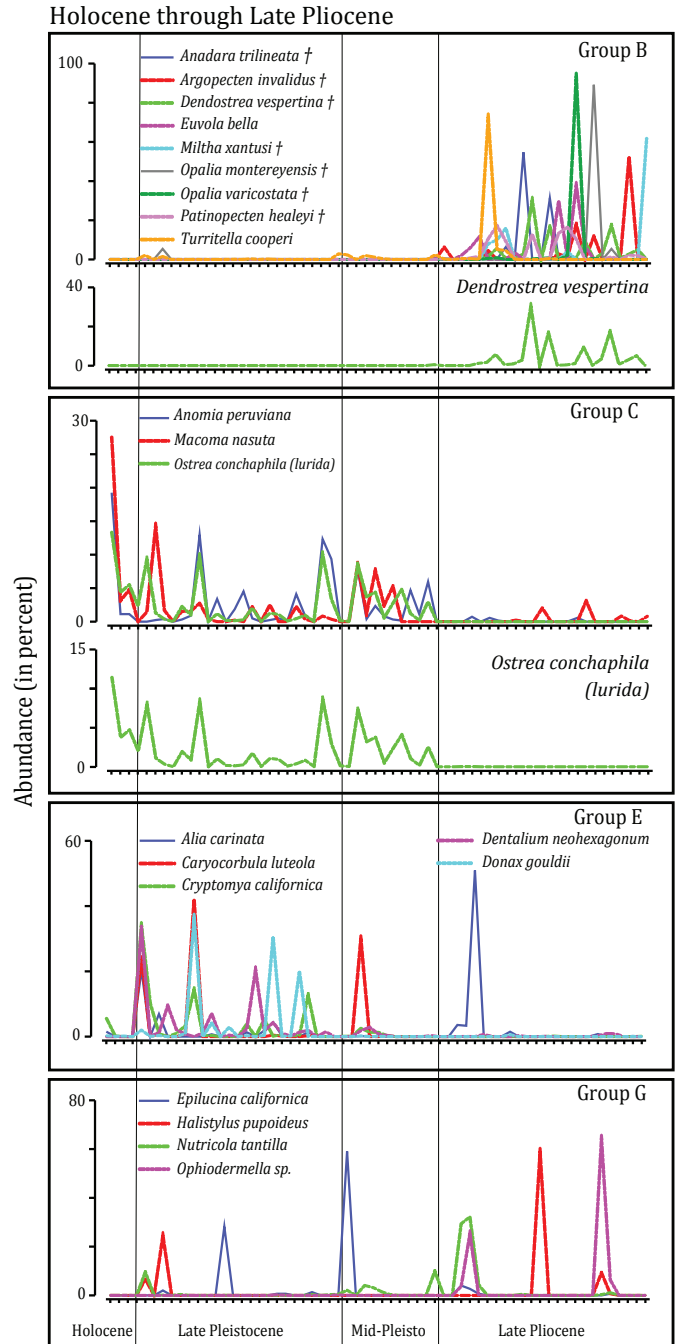 Holocene through Late Pliocene
Group B
100
0
Anadara trilineata †
Argopecten invalidus †
Dendostrea vespertina †
Euvola bella
Miltha xantusi †
Opalia montereyensis †
Opalia varicostata †
Patinopecten healeyi †
Turritella cooperi
40
0
Dendrostrea vespertina
Group C
30
0
Anomia peruviana
Macoma nasuta
Ostrea conchaphila (lurida)
15
0
Ostrea conchaphila
(lurida)
Abundance (in percent)
Group E
60
0
Alia carinata
Caryocorbula luteola
Cryptomya californica
Dentalium neohexagonum
Donax gouldii
Group G
80
0
Epilucina californica
Halistylus pupoideus
Nutricola tantilla
Ophiodermella sp.
Holocene Late Pleistocene Mid-Pleisto Late Pliocene